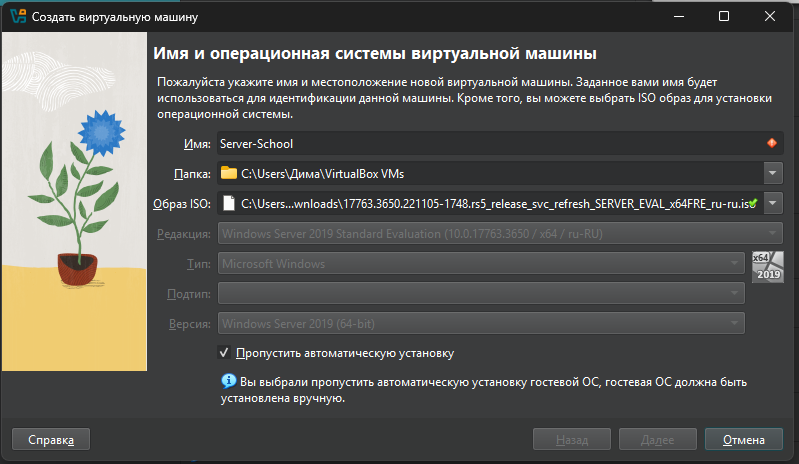 Создать виртуальную машину
Имя и операционная системы виртуальной машины
Пожалуйста укажите имя и местоположение новой виртуальной машины. Заданное вами имя будет
использоваться для идентификации данной машины. Кроме того, вы можете выбрать ISO образ для установки
операционной системы.
Имя: Server-School
Папка: C:\Users\Дима\VirtualBox VMs
Образ ISO: C:\Users...wnloads\17763.3650.221105-1748.rs5_release_svc_refresh_SERVER_EVAL_x64FRE_ru-ru.is
Редакция: Windows Server 2019 Standard Evaluation (10.0.17763.3650 / x64 / ru-RU)
Тип: Microsoft Windows
x64
2019
Подтип:
Версия: Windows Server 2019 (64-bit)
Пропустить автоматическую установку
Вы выбрали пропустить автоматическую установку гостевой ОС, гостевая ОС должна быть
установлена вручную.
Справка Назад Далее Отмена